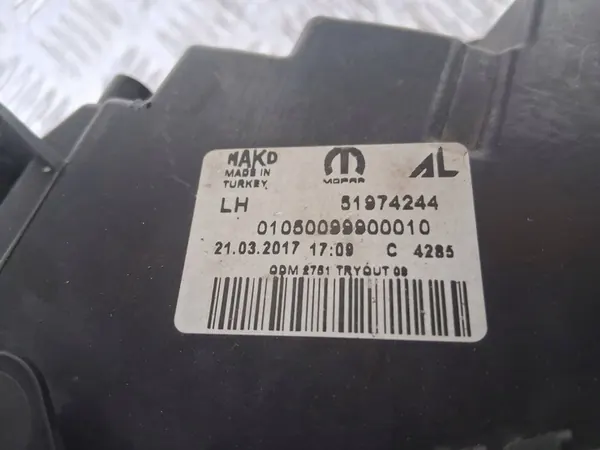 MAKO
MADE IN
TURKEY
MOPAR
AL
LH 51974244
01050099900010
21.03.2017 17:09 C 4285
ODM 2751 TRYOUT 09